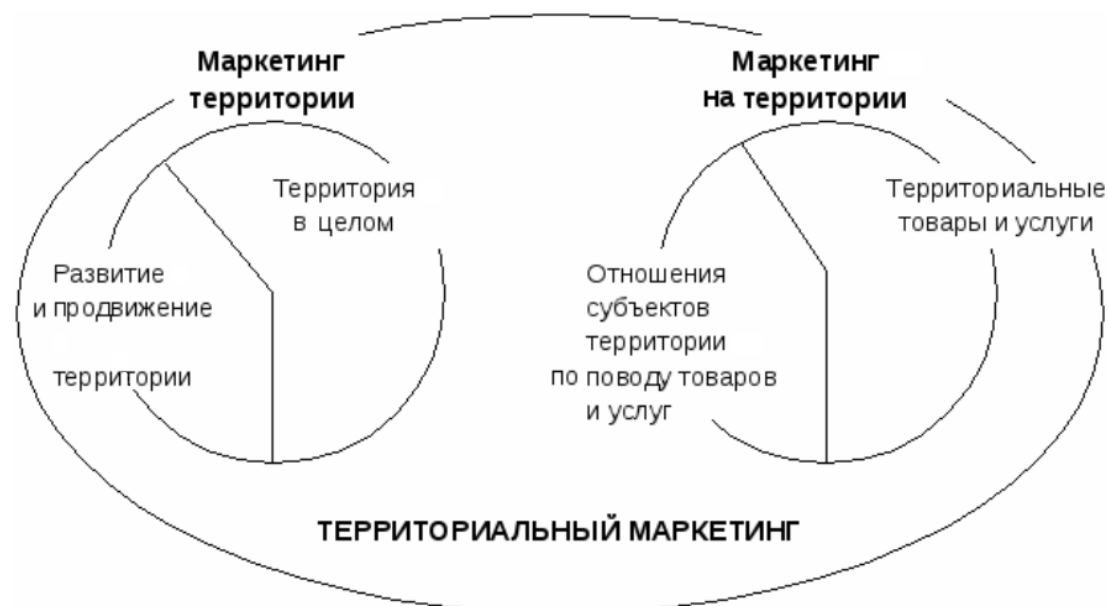 Маркетинг
территории
Маркетинг
на территории
Территория
в целом
Развитие
и продвижение
территории
Территориальные
товары и услуги
Отношения
субъектов
территории
по поводу товаров
и услуг
ТЕРРИТОРИАЛЬНЫЙ МАРКЕТИНГ